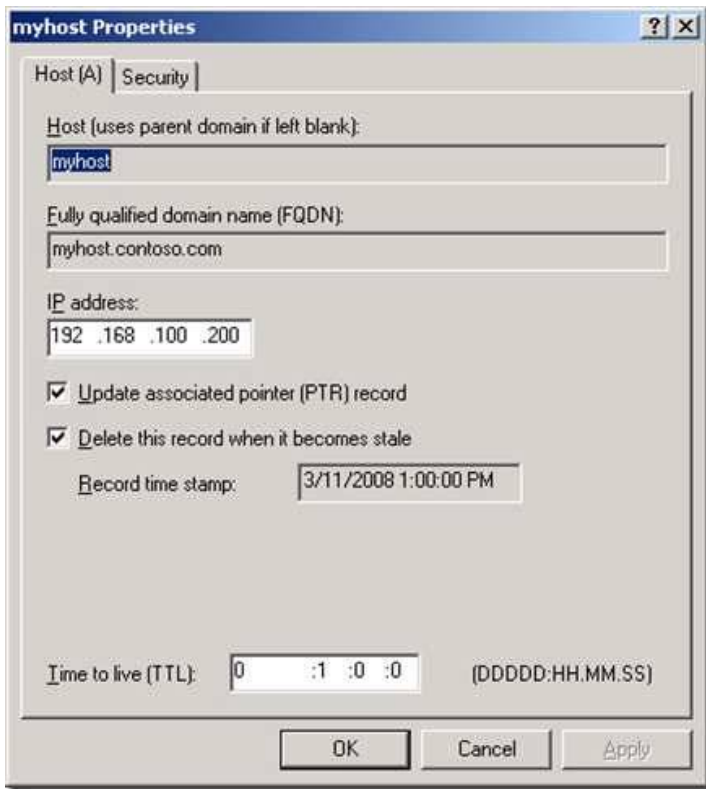 myhost Properties
Host (A) Security
Host (uses parent domain if left blank):
myhost
Fully qualified domain name (FQDN):
myhost.contoso.com
IP address:
192 .168 .100 .200
Update associated pointer (PTR) record
Delete this record when it becomes stale
Record time stamp: 3/11/2008 1:00:00 PM
Time to live (TTL): 0 :1 :0 :0 (DDDDD:HH.MM.SS)
OK Cancel Apply